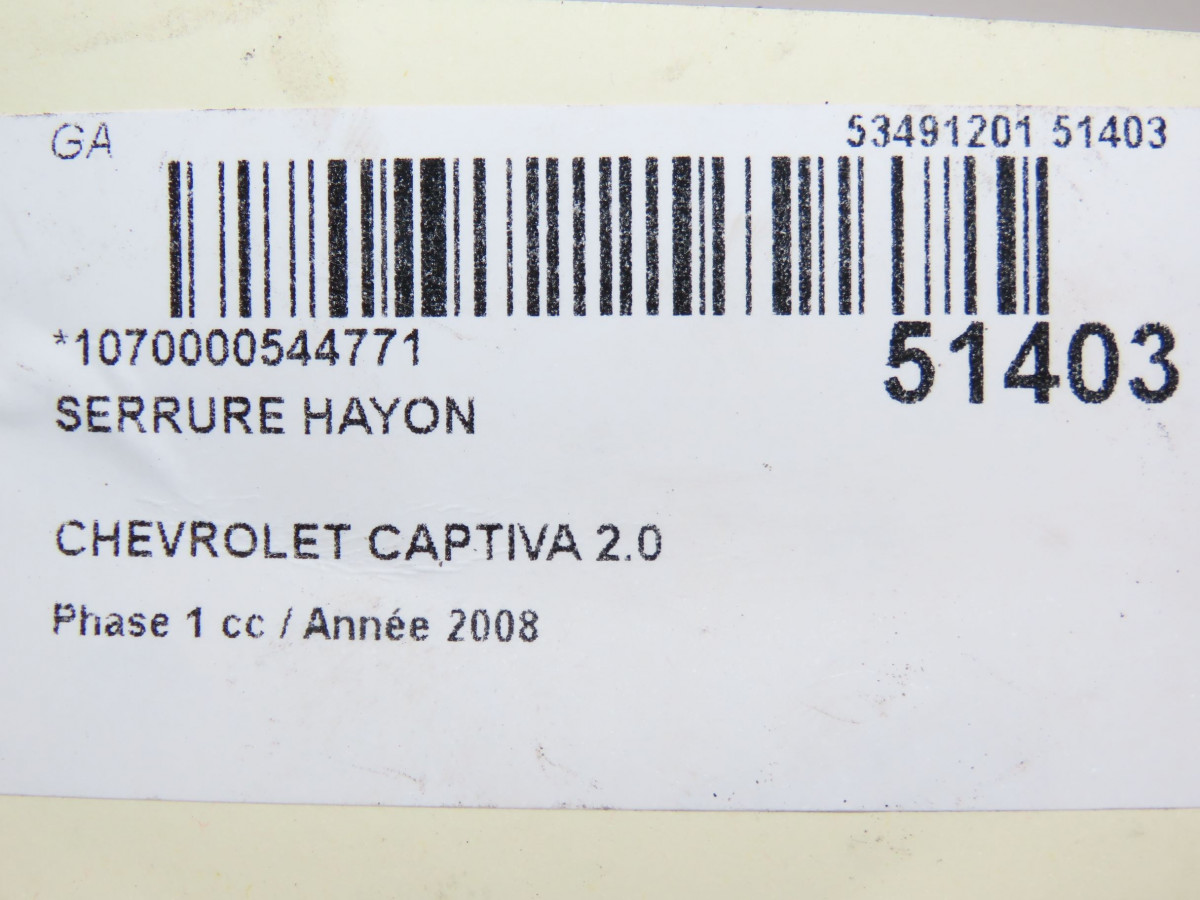 GA
53491201 51403
*1070000544771
51403
SERRURE HAYON
CHEVROLET CAPTIVA 2.0
Phase 1 cc / Année 2008